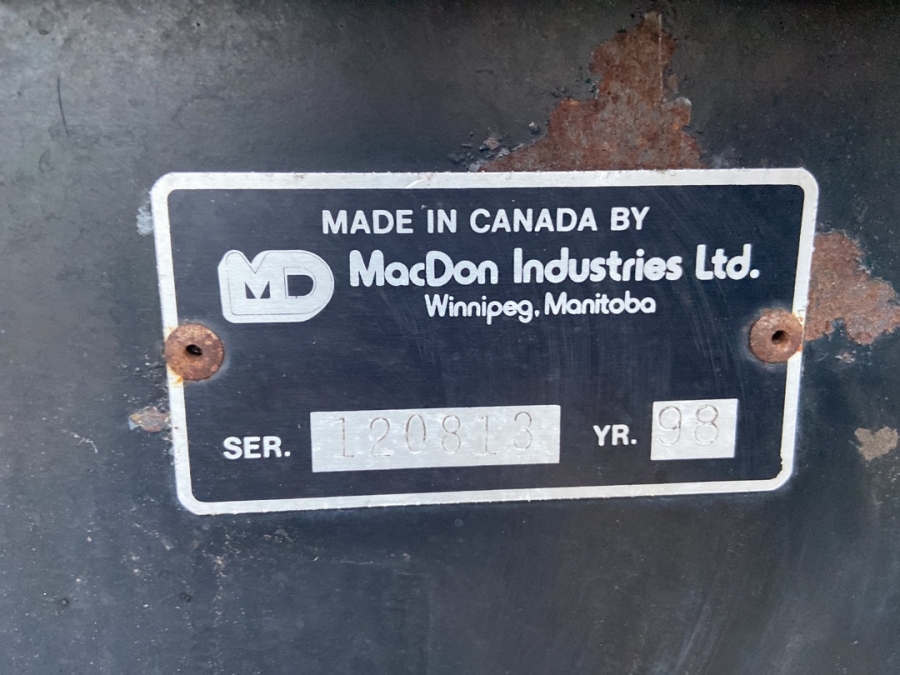 MADE IN CANADA BY
MD MacDon Industries Ltd.
Winnipeg, Manitoba
SER. 120813 YR. 98